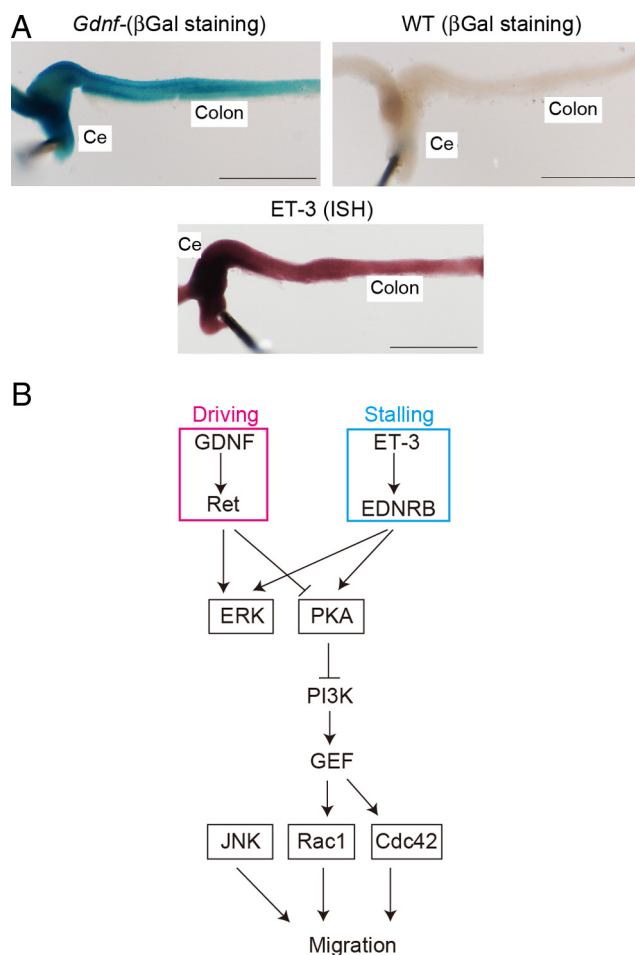 A
Gdnf-(βGal staining)
WT (βGal staining)
Ce
Colon
Ce
Colon
ET-3 (ISH)
Ce
Colon
B
Driving
Stalling
GDNF
ET-3
Ret
EDNRB
ERK
PKA
PI3K
GEF
JNK
Rac1
Cdc42
Migration